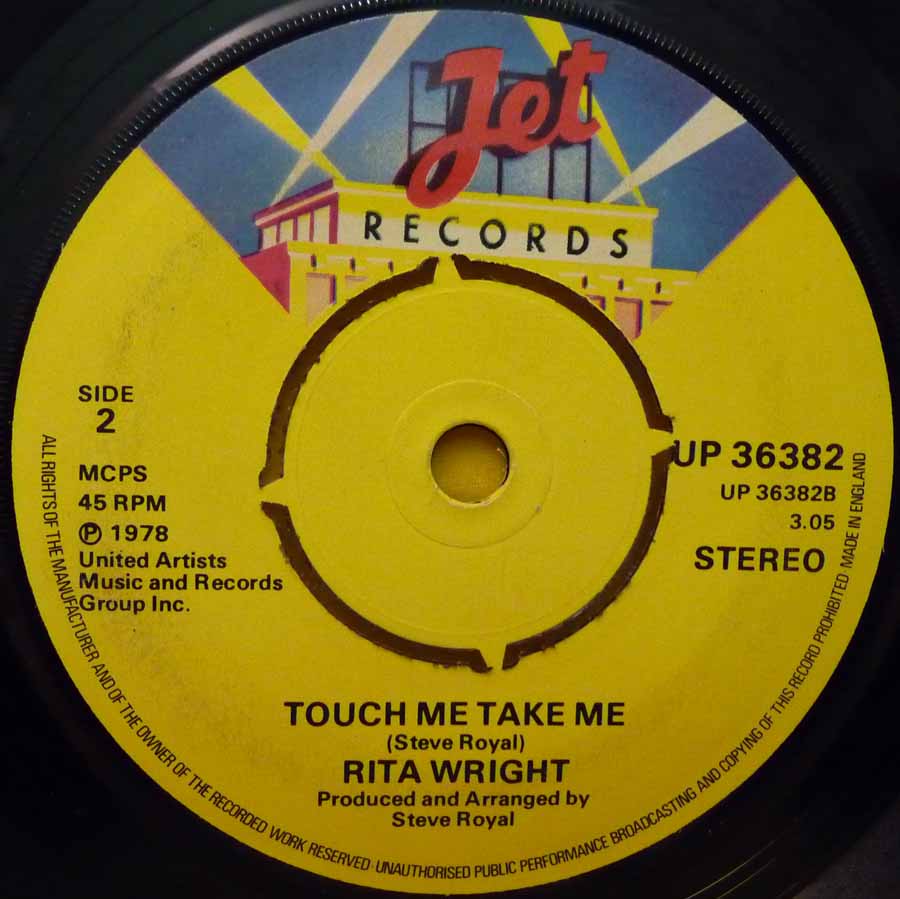 Jet
RECORDS
SIDE
2
MCPS
45 RPM
Ⓟ 1978
United Artists
Music and Records
Group Inc.
UP 36382
UP 36382B
3.05
STEREO
TOUCH ME TAKE ME
(Steve Royal)
RITA WRIGHT
Produced and Arranged by
Steve Royal
ALL RIGHTS OF THE MANUFACTURER AND OF THE OWNER OF THE RECORDED WORK RESERVED · UNAUTHORISED PUBLIC PERFORMANCE BROADCASTING AND COPYING OF THIS RECORD PROHIBITED MADE IN ENGLAND